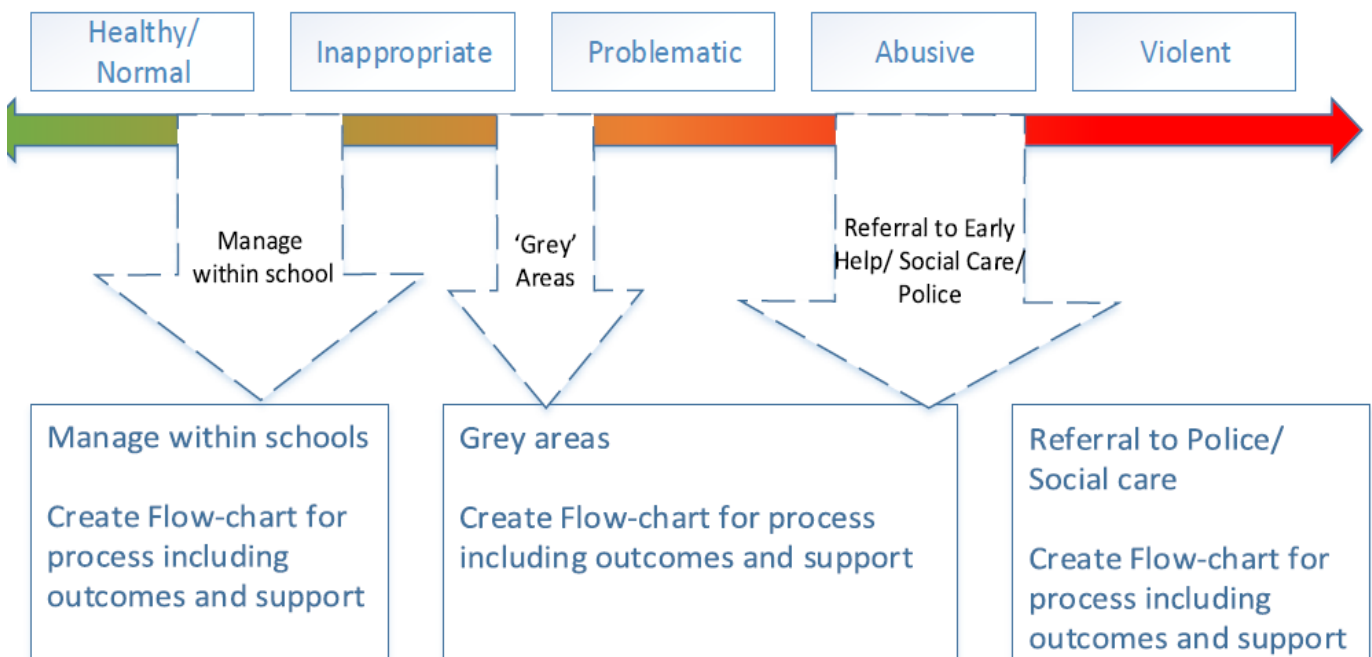 Healthy/
Normal
Inappropriate
Problematic
Abusive
Violent
Manage
within school
‘Grey’
Areas
Referral to Early
Help/ Social Care/
Police
Manage within schools
Create Flow-chart for
process including
outcomes and support
Grey areas
Create Flow-chart for process
including outcomes and support
Referral to Police/
Social care
Create Flow-chart for
process including
outcomes and support